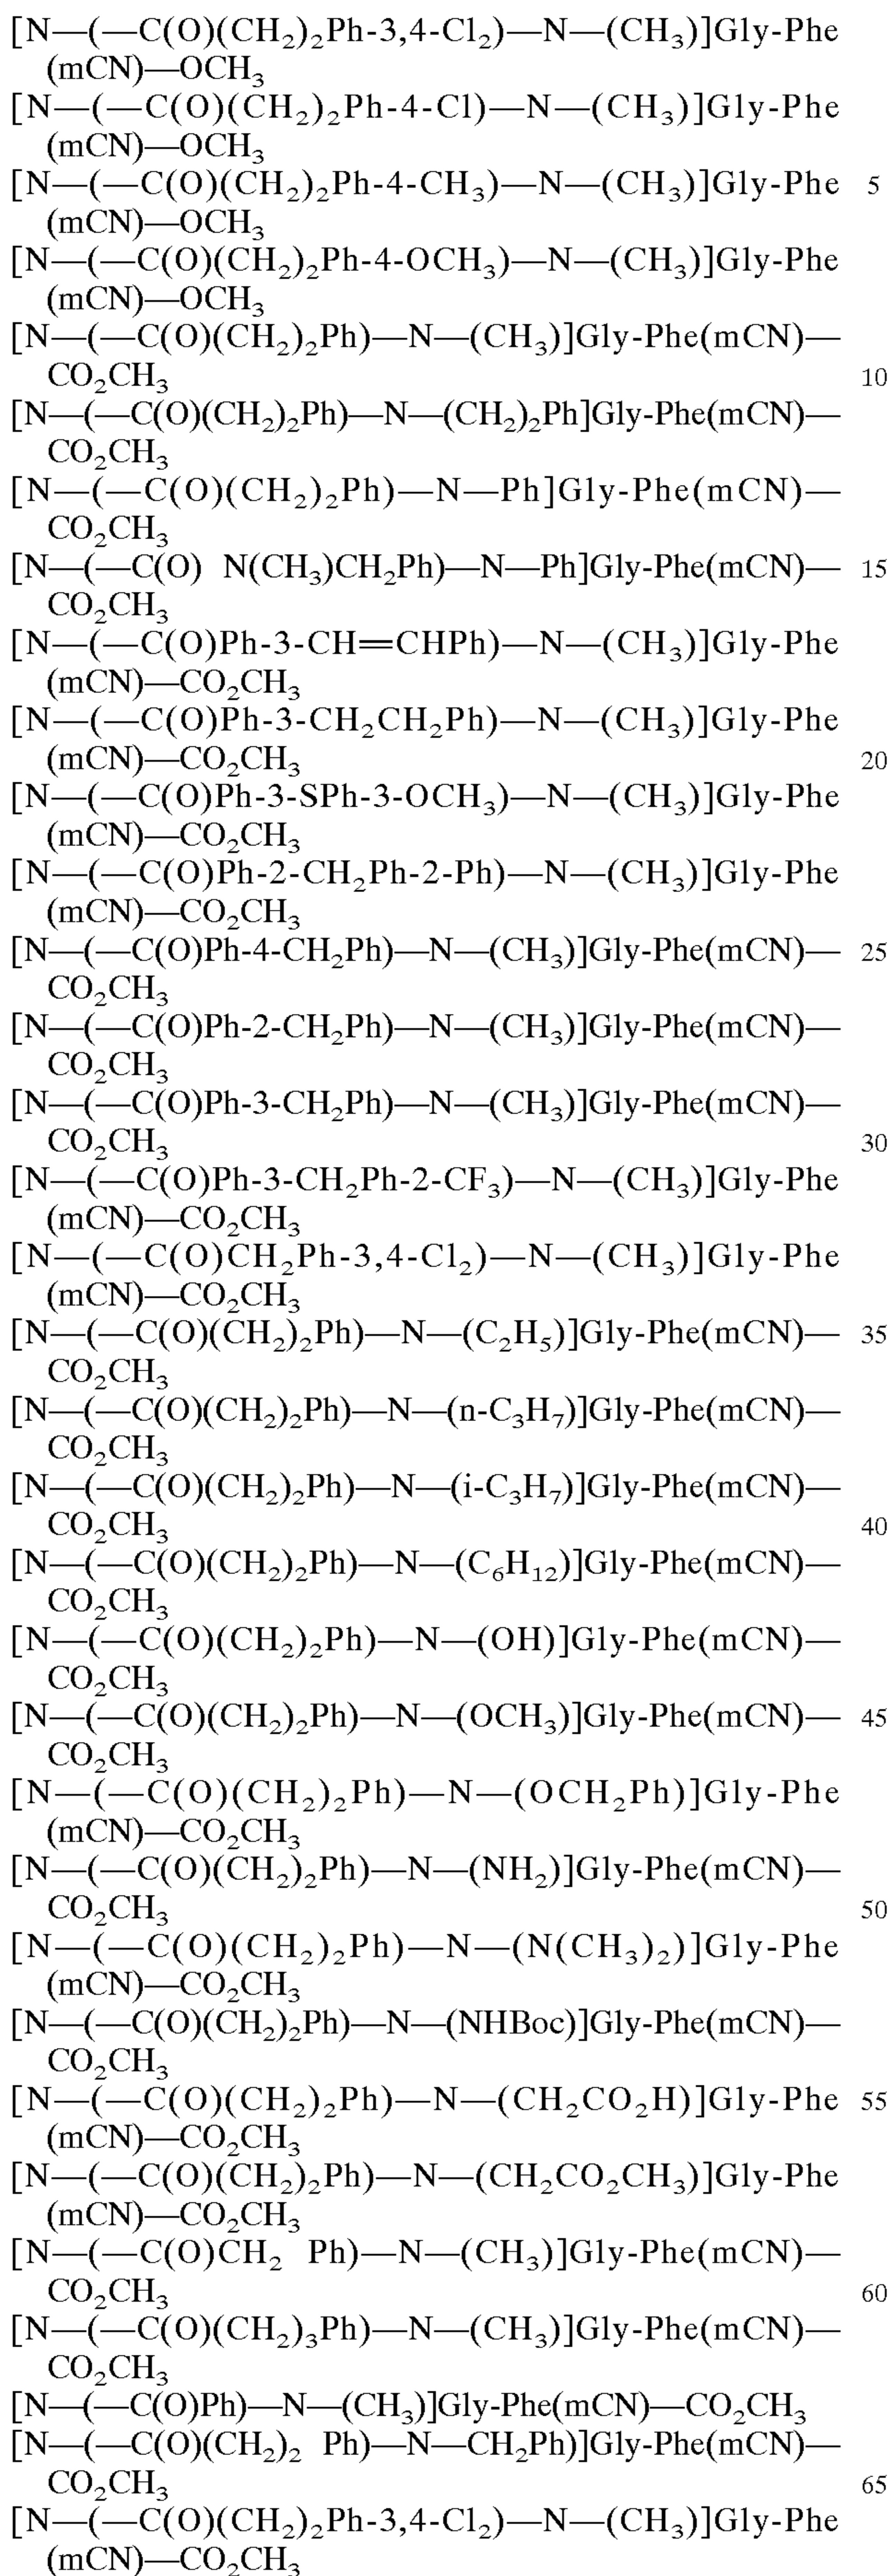 [N—(—C(O)(CH₂)₂Ph-3,4-Cl₂)—N—(CH₃)]Gly-Phe
(mCN)—OCH₃
[N—(—C(O)(CH₂)₂Ph-4-Cl)—N—(CH₃)]Gly-Phe
(mCN)—OCH₃
[N—(—C(O)(CH₂)₂Ph-4-CH₃)—N—(CH₃)]Gly-Phe 5
(mCN)—OCH₃
[N—(—C(O)(CH₂)₂Ph-4-OCH₃)—N—(CH₃)]Gly-Phe
(mCN)—OCH₃
[N—(—C(O)(CH₂)₂Ph)—N—(CH₃)]Gly-Phe(mCN)—
CO₂CH₃ 10
[N—(—C(O)(CH₂)₂Ph)—N—(CH₂)₂Ph]Gly-Phe(mCN)—
CO₂CH₃
[N—(—C(O)(CH₂)₂Ph)—N—Ph]Gly-Phe(mCN)—
CO₂CH₃
[N—(—C(O) N(CH₃)CH₂Ph)—N—Ph]Gly-Phe(mCN)— 15
CO₂CH₃
[N—(—C(O)Ph-3-CH=CHPh)—N—(CH₃)]Gly-Phe
(mCN)—CO₂CH₃
[N—(—C(O)Ph-3-CH₂CH₂Ph)—N—(CH₃)]Gly-Phe
(mCN)—CO₂CH₃ 20
[N—(—C(O)Ph-3-SPh-3-OCH₃)—N—(CH₃)]Gly-Phe
(mCN)—CO₂CH₃
[N—(—C(O)Ph-2-CH₂Ph-2-Ph)—N—(CH₃)]Gly-Phe
(mCN)—CO₂CH₃
[N—(—C(O)Ph-4-CH₂Ph)—N—(CH₃)]Gly-Phe(mCN)— 25
CO₂CH₃
[N—(—C(O)Ph-2-CH₂Ph)—N—(CH₃)]Gly-Phe(mCN)—
CO₂CH₃
[N—(—C(O)Ph-3-CH₂Ph)—N—(CH₃)]Gly-Phe(mCN)—
CO₂CH₃ 30
[N—(—C(O)Ph-3-CH₂Ph-2-CF₃)—N—(CH₃)]Gly-Phe
(mCN)—CO₂CH₃
[N—(—C(O)CH₂Ph-3,4-Cl₂)—N—(CH₃)]Gly-Phe
(mCN)—CO₂CH₃
[N—(—C(O)(CH₂)₂Ph)—N—(C₂H₅)]Gly-Phe(mCN)— 35
CO₂CH₃
[N—(—C(O)(CH₂)₂Ph)—N—(n-C₃H₇)]Gly-Phe(mCN)—
CO₂CH₃
[N—(—C(O)(CH₂)₂Ph)—N—(i-C₃H₇)]Gly-Phe(mCN)—
CO₂CH₃ 40
[N—(—C(O)(CH₂)₂Ph)—N—(C₆H₁₂)]Gly-Phe(mCN)—
CO₂CH₃
[N—(—C(O)(CH₂)₂Ph)—N—(OH)]Gly-Phe(mCN)—
CO₂CH₃
[N—(—C(O)(CH₂)₂Ph)—N—(OCH₃)]Gly-Phe(mCN)— 45
CO₂CH₃
[N—(—C(O)(CH₂)₂Ph)—N—(OCH₂Ph)]Gly-Phe
(mCN)—CO₂CH₃
[N—(—C(O)(CH₂)₂Ph)—N—(NH₂)]Gly-Phe(mCN)—
CO₂CH₃ 50
[N—(—C(O)(CH₂)₂Ph)—N—(N(CH₃)₂)]Gly-Phe
(mCN)—CO₂CH₃
[N—(—C(O)(CH₂)₂Ph)—N—(NHBoc)]Gly-Phe(mCN)—
CO₂CH₃
[N—(—C(O)(CH₂)₂Ph)—N—(CH₂CO₂H)]Gly-Phe 55
(mCN)—CO₂CH₃
[N—(—C(O)(CH₂)₂Ph)—N—(CH₂CO₂CH₃)]Gly-Phe
(mCN)—CO₂CH₃
[N—(—C(O)CH₂ Ph)—N—(CH₃)]Gly-Phe(mCN)—
CO₂CH₃ 60
[N—(—C(O)(CH₂)₃Ph)—N—(CH₃)]Gly-Phe(mCN)—
CO₂CH₃
[N—(—C(O)Ph)—N—(CH₃)]Gly-Phe(mCN)—CO₂CH₃
[N—(—C(O)(CH₂)₂ Ph)—N—CH₂Ph)]Gly-Phe(mCN)—
CO₂CH₃ 65
[N—(—C(O)(CH₂)₂Ph-3,4-Cl₂)—N—(CH₃)]Gly-Phe
(mCN)—CO₂CH₃